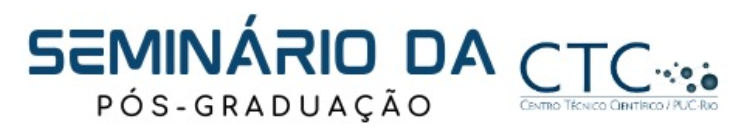 SEMINÁRIO DA
PÓS-GRADUAÇÃO
CTC
CENTRO TÉCNICO CIENTÍFICO / PUC-RIO